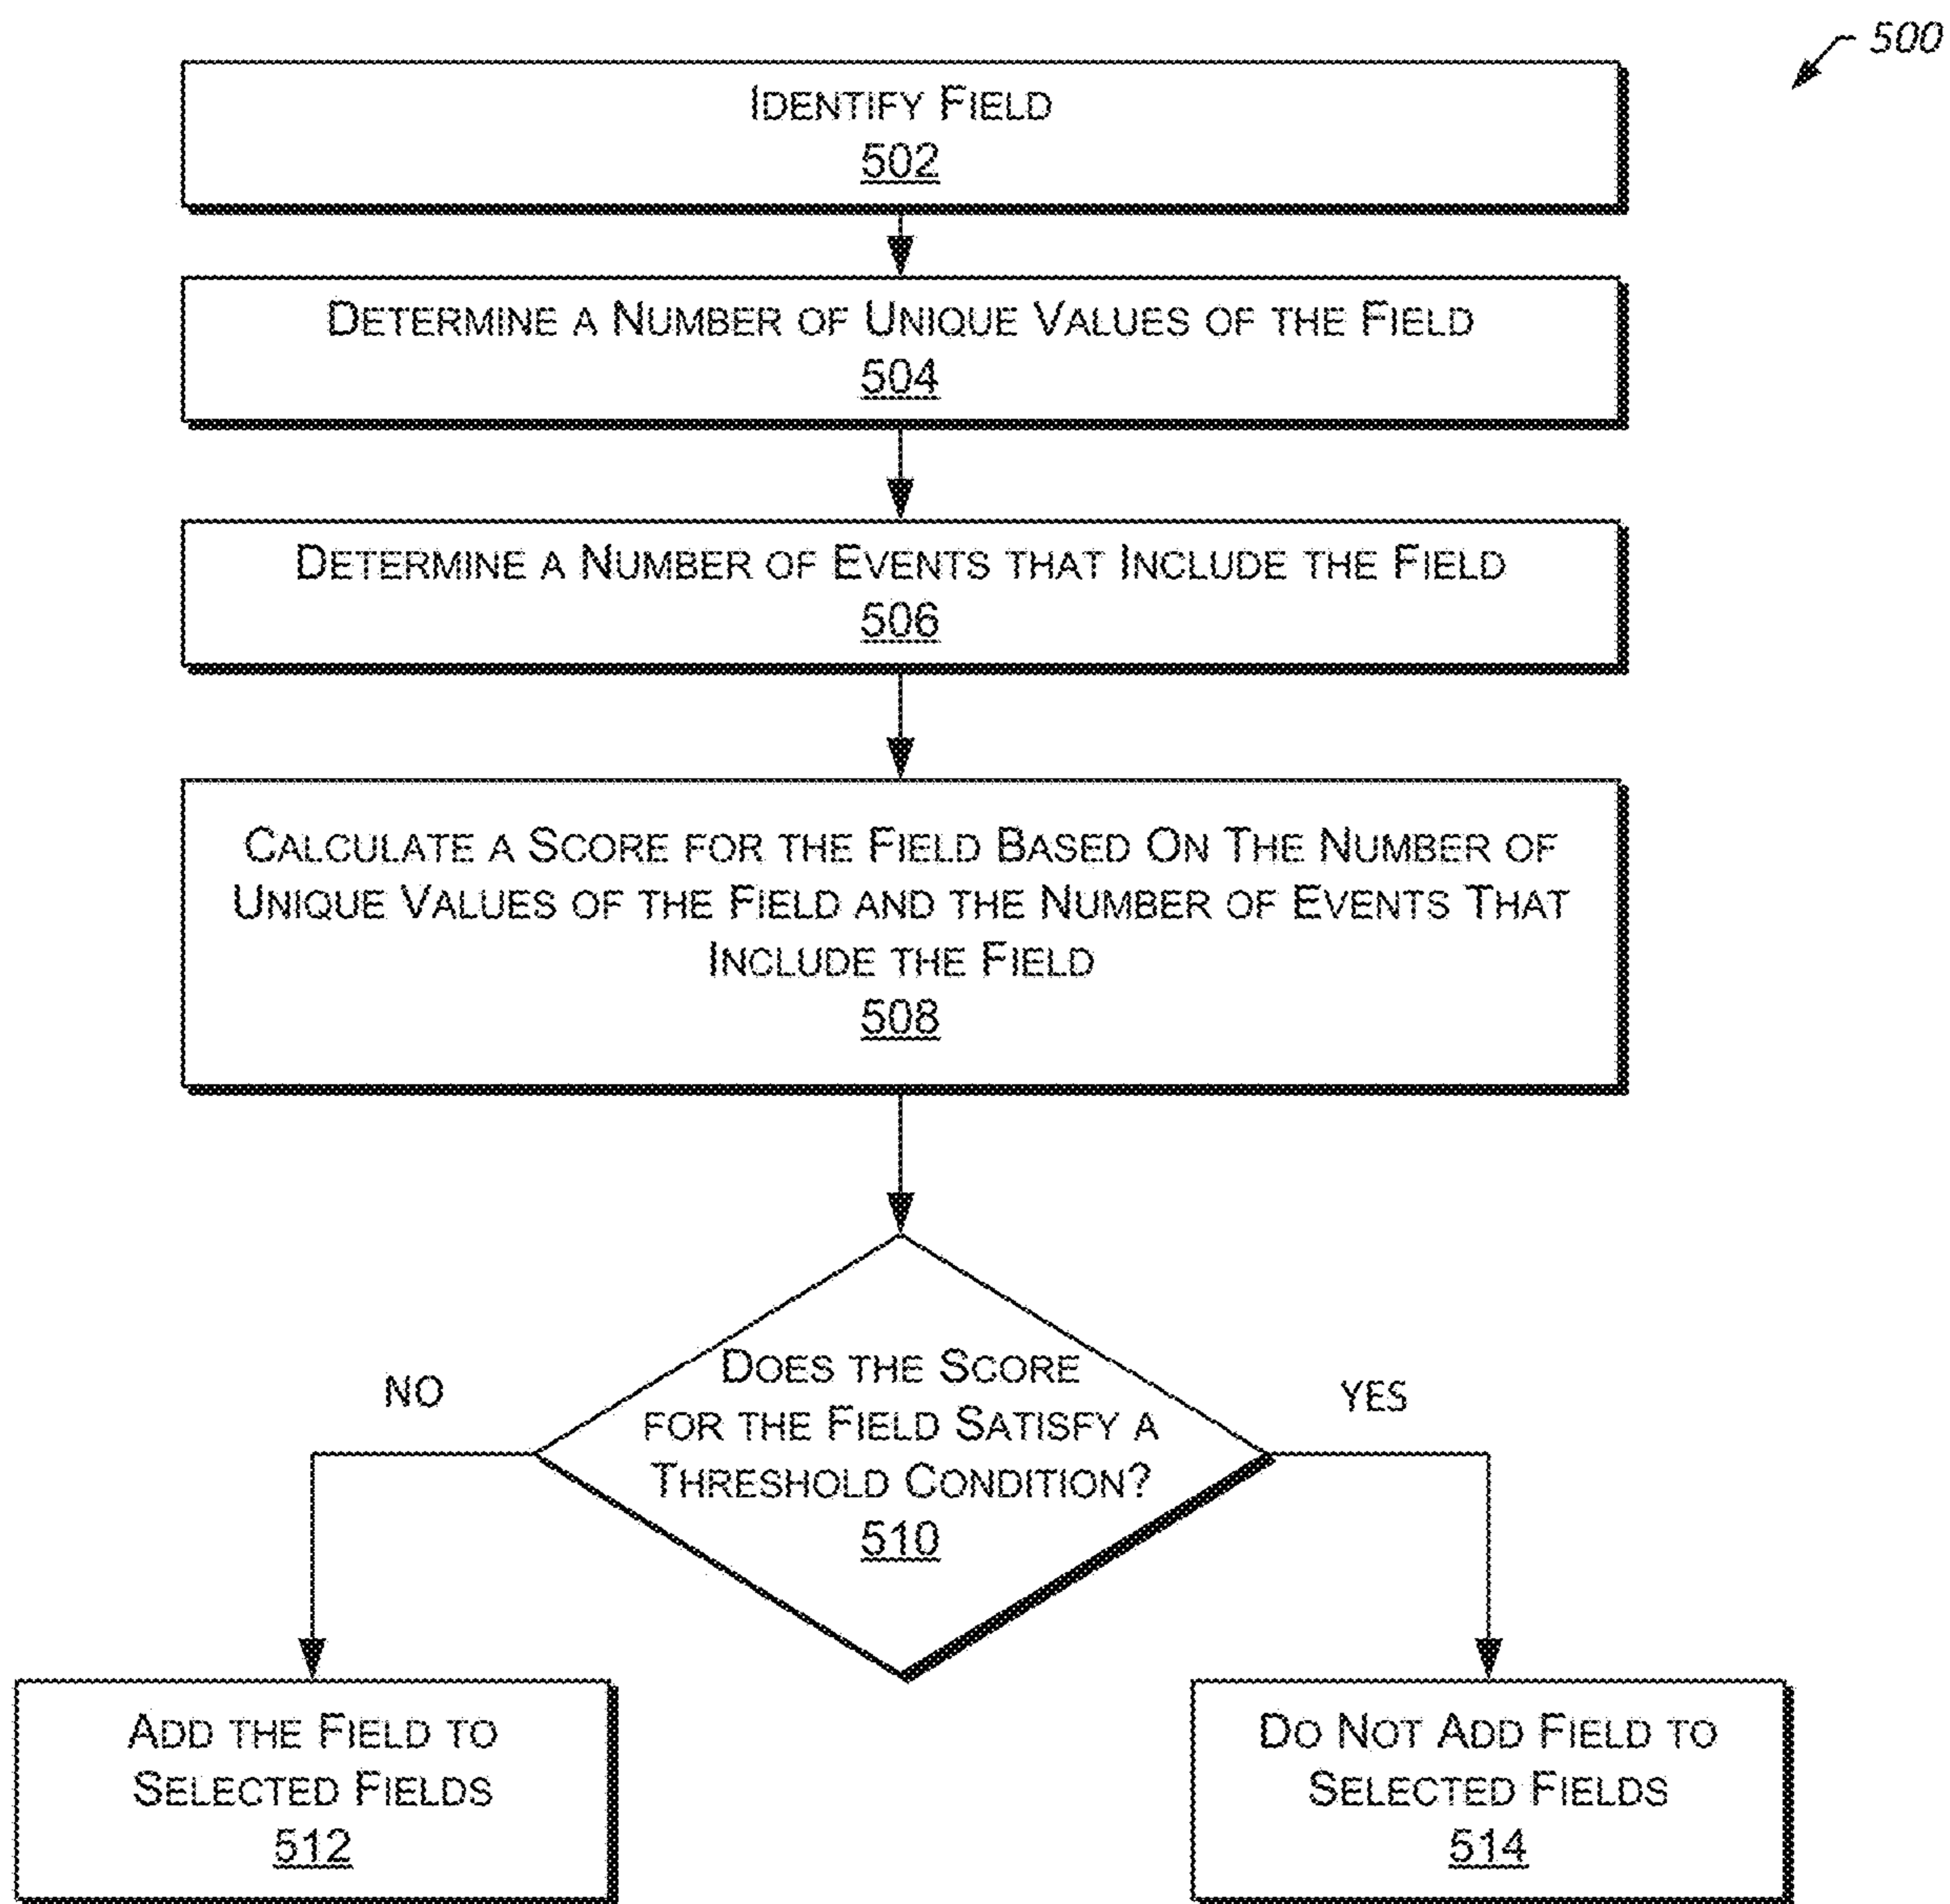 500
IDENTIFY FIELD
502
DETERMINE A NUMBER OF UNIQUE VALUES OF THE FIELD
504
DETERMINE A NUMBER OF EVENTS THAT INCLUDE THE FIELD
506
CALCULATE A SCORE FOR THE FIELD BASED ON THE NUMBER OF
UNIQUE VALUES OF THE FIELD AND THE NUMBER OF EVENTS THAT
INCLUDE THE FIELD
508
DOES THE SCORE
FOR THE FIELD SATISFY A
THRESHOLD CONDITION?
510
NO
YES
ADD THE FIELD TO
SELECTED FIELDS
512
DO NOT ADD FIELD TO
SELECTED FIELDS
514